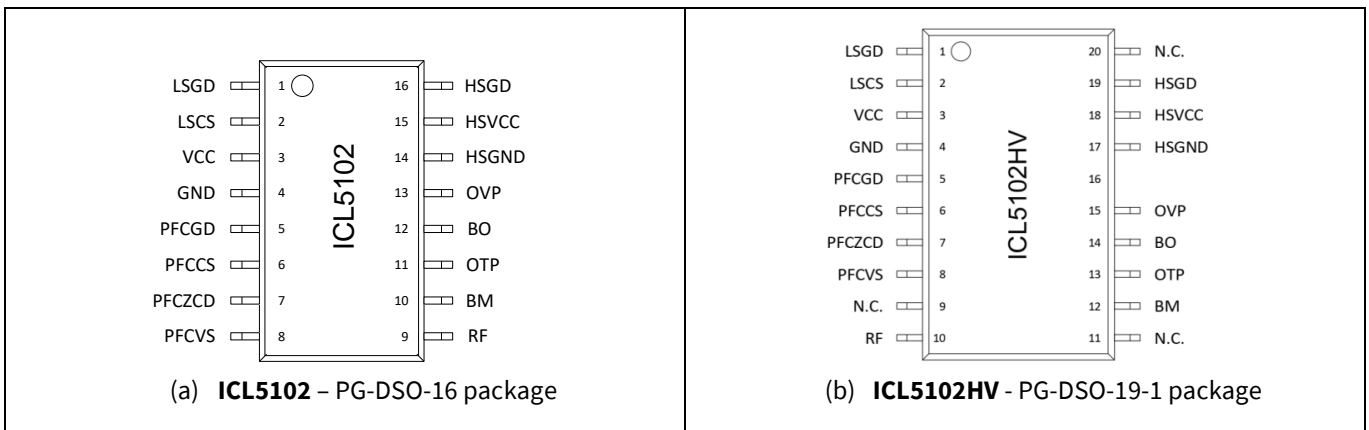 LSGD 1 16 HSGD
LSCS 2 15 HSVCC
VCC 3 14 HSGND
GND 4 13 OVP
PFCGD 5 12 BO
PFCCS 6 11 OTP
PFCZCD 7 10 BM
PFCVS 8 9 RF
ICL5102
(a) ICL5102 – PG-DSO-16 package
LSGD 1 20 N.C.
LSCS 2 19 HSGD
VCC 3 18 HSVCC
GND 4 17 HSGND
PFCGD 5 16
PFCCS 6 15 OVP
PFCZCD 7 14 BO
PFCVS 8 13 OTP
N.C. 9 12 BM
RF 10 11 N.C.
ICL5102HV
(b) ICL5102HV - PG-DSO-19-1 package